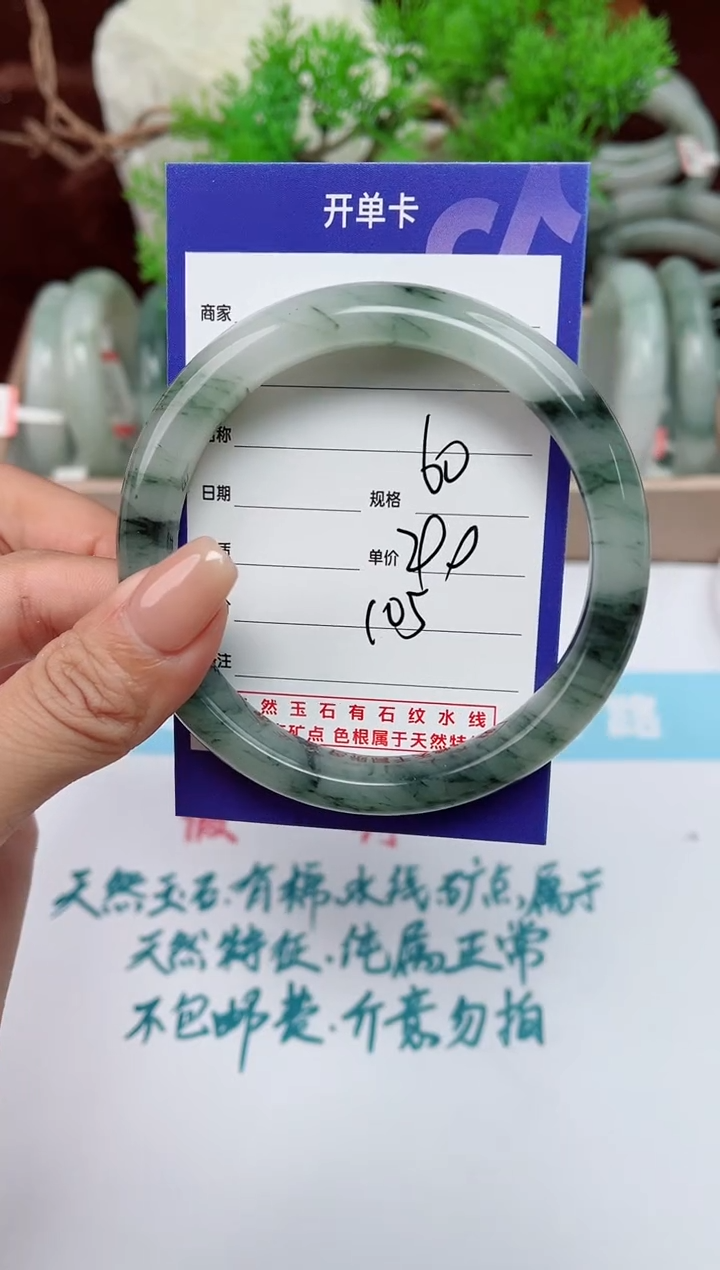 开单卡
商家
称
60
日期
规格
单价 200
105
注
然玉石有石纹水线
矿点 色根属于天然特
天然玉石.有棉.水线.矿点,属于
天然特征.纯属正常
不包邮费.介意勿拍